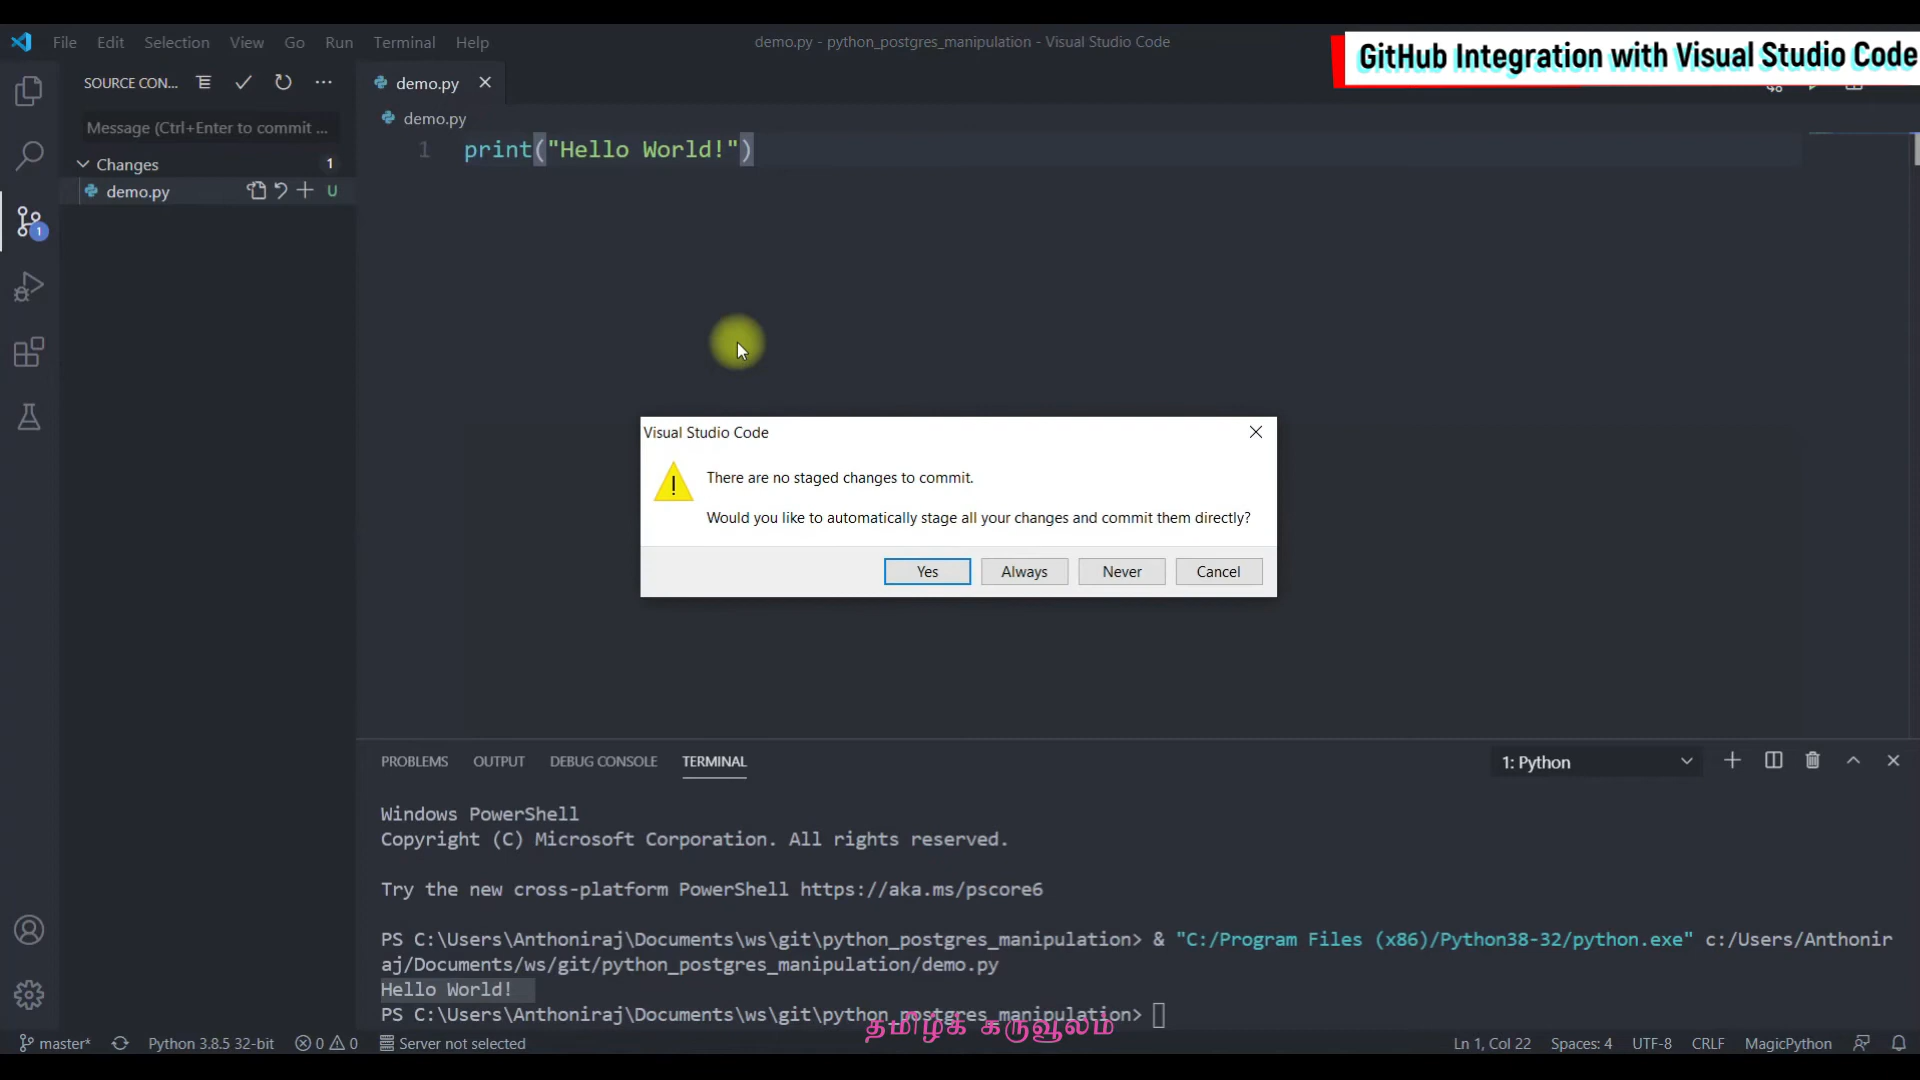 File Edit Selection View Go Run Terminal Help
demo.py - python_postgres_manipulation - Visual Studio Code
GitHub Integration with Visual Studio Code
SOURCE CON...
demo.py
Message (Ctrl+Enter to commit ...
demo.py
1 print("Hello World!")
Changes 1
demo.py U
1
Visual Studio Code
There are no staged changes to commit.
Would you like to automatically stage all your changes and commit them directly?
Yes Always Never Cancel
PROBLEMS OUTPUT DEBUG CONSOLE TERMINAL 1: Python
Windows PowerShell
Copyright (C) Microsoft Corporation. All rights reserved.
Try the new cross-platform PowerShell https://aka.ms/pscore6
PS C:\Users\Anthoniraj\Documents\ws\git\python_postgres_manipulation> & "C:/Program Files (x86)/Python38-32/python.exe" c:/Users/Anthonir
aj/Documents/ws/git/python_postgres_manipulation/demo.py
Hello World!
PS C:\Users\Anthoniraj\Documents\ws\git\python_postgres_manipulation>
தமிழ்க் கருவூலம்
master* Python 3.8.5 32-bit 0 0 Server not selected Ln 1, Col 22 Spaces: 4 UTF-8 CRLF MagicPython